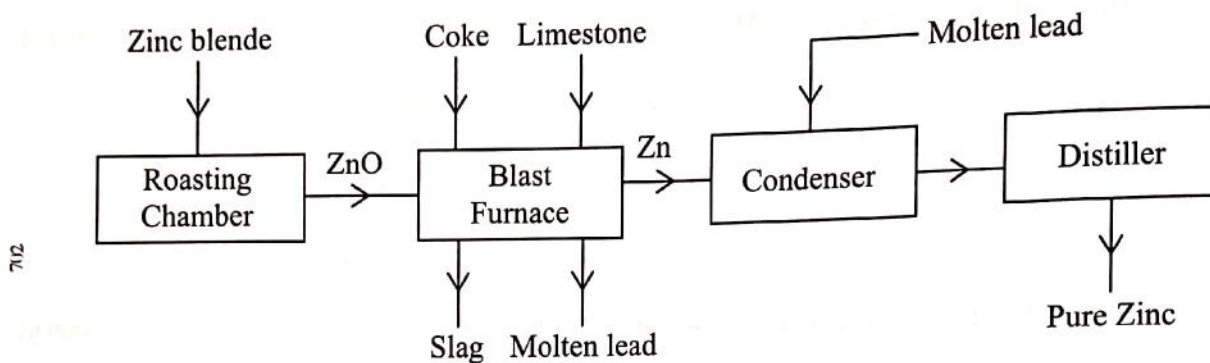 Zinc blende
Coke
Limestone
Molten lead
Roasting
Chamber
ZnO
Blast
Furnace
Zn
Condenser
Distiller
702
Slag
Molten lead
Pure Zinc